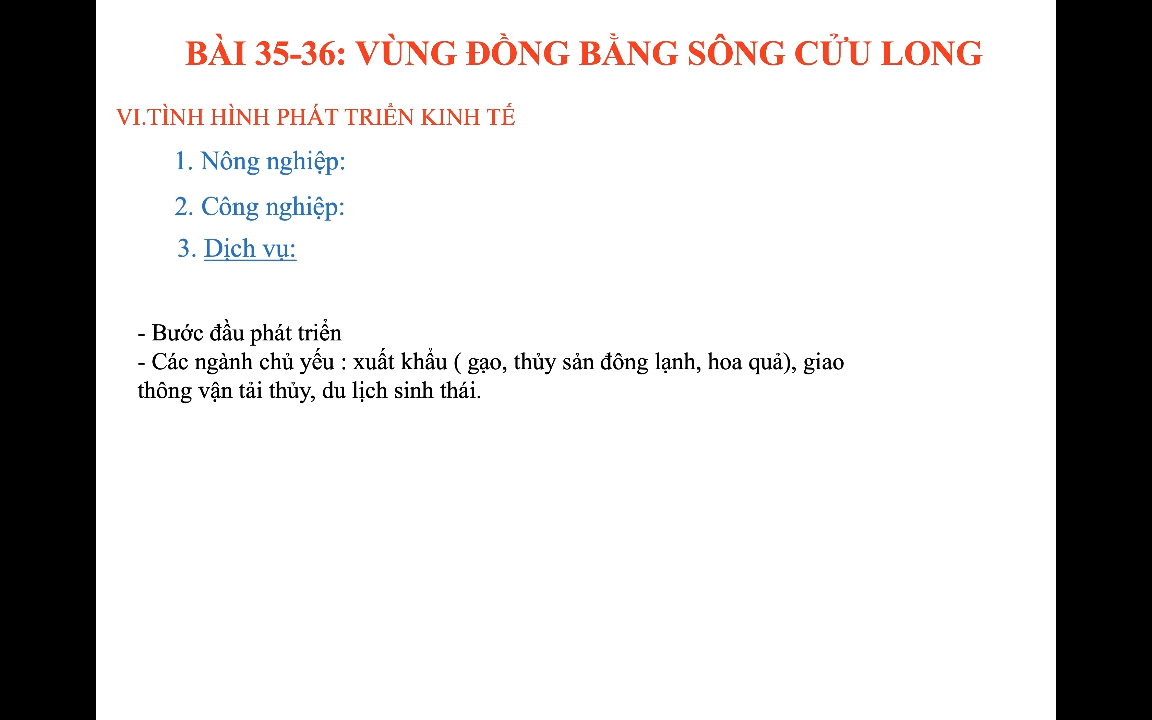 BÀI 35-36: VÙNG ĐỒNG BẰNG SÔNG CỬU LONG
VI.TÌNH HÌNH PHÁT TRIỂN KINH TẾ
1. Nông nghiệp:
2. Công nghiệp:
3. Dịch vụ:
- Bước đầu phát triển
- Các ngành chủ yếu : xuất khẩu ( gạo, thủy sản đông lạnh, hoa quả), giao
thông vận tải thủy, du lịch sinh thái.